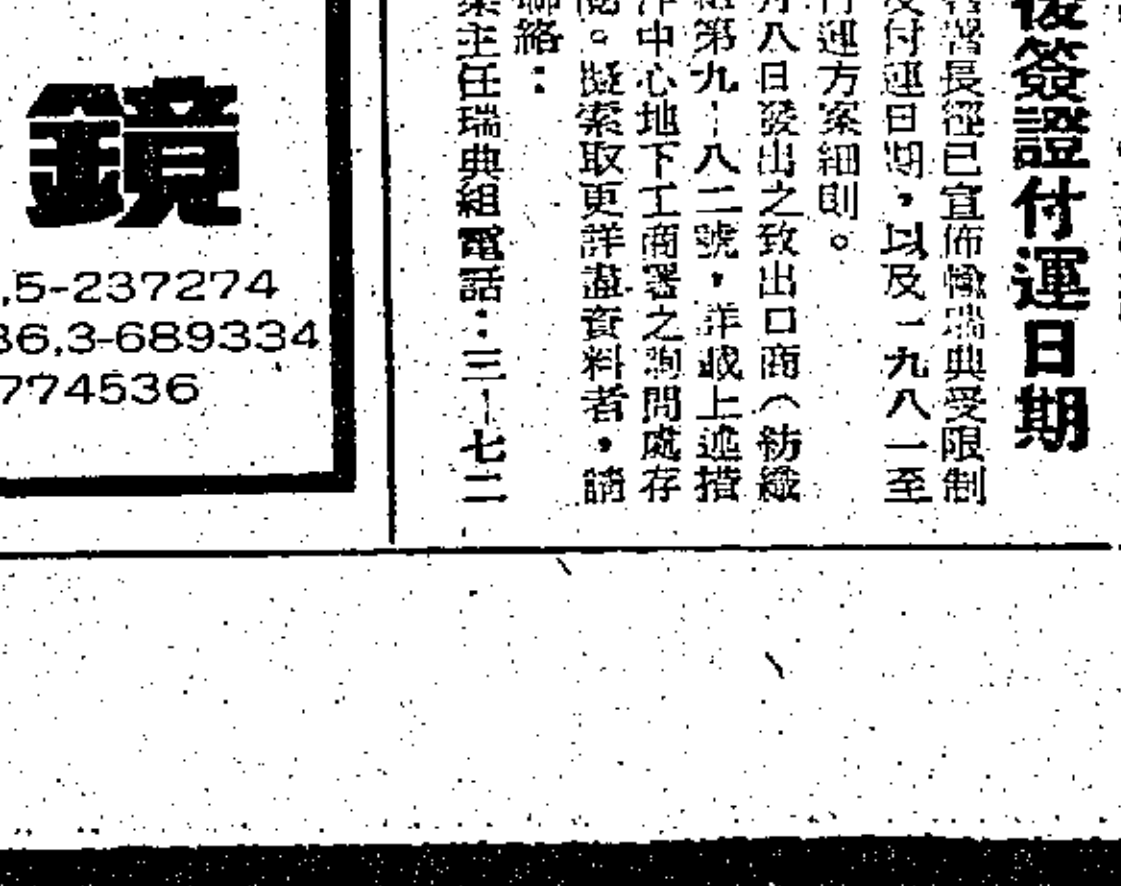 後簽證付運日期
署署長徑已宣佈輸瑞典受限制
及付運日期，以及一九八一至
付運方案細則。
月八日發出之致出口商（紡織
組第九－八二號，詳載上述措
洋中心地下工商署之詢問處存
閱。擬索取更詳盡資料者，請
聯絡：
業主任瑞典組電話：三－七二
鏡
,5-237274
36,3-689334
774536